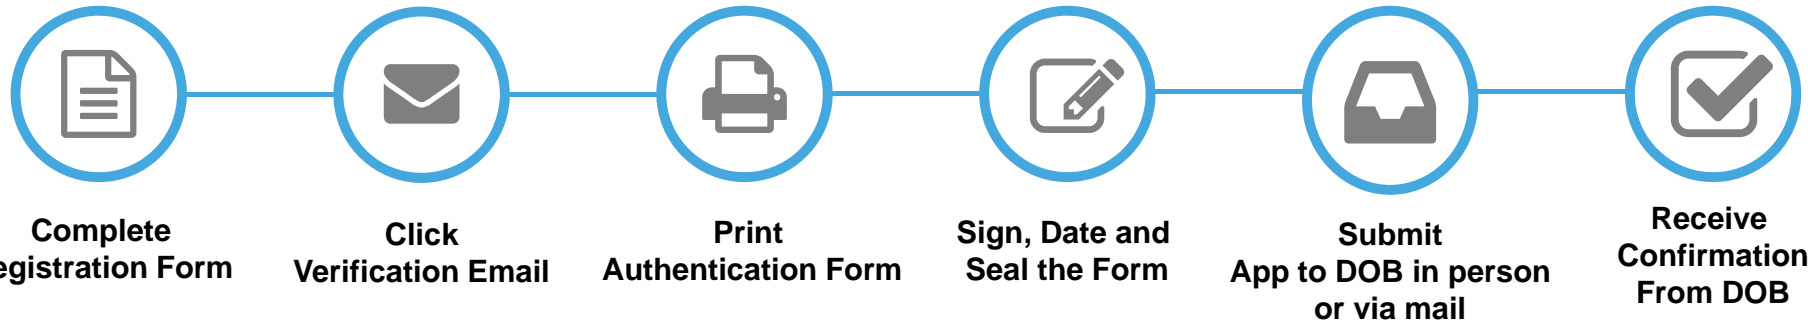 Complete
egistration Form
Click
Verification Email
Print
Authentication Form
Sign, Date and
Seal the Form
Submit
App to DOB in person
or via mail
Receive
Confirmation
From DOB